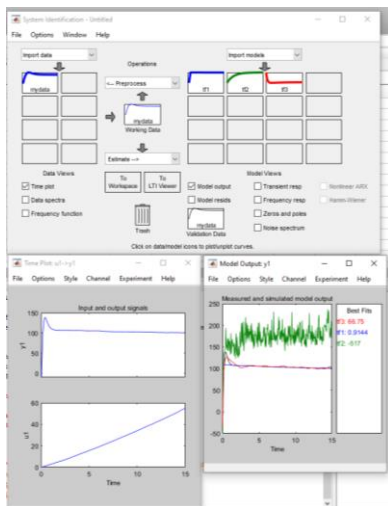 System Identification - Untitled
File Options Window Help
Import data
Import models
Operations
<-- Preprocess
mydata
tf1
tf2
tf3
mydata
Working Data
Estimate -->
Data Views
To Workspace
To LTI Viewer
Model Views
Time plot
Data spectra
Frequency function
Model output
Model resids
Transient resp
Frequency resp
Zeros and poles
Noise spectrum
Nonlinear ARX
Hamm-Wiener
Trash
mydata
Validation Data
Click on data/model icons to plot/unplot curves.
Time Plot: u1->y1
File Options Style Channel Experiment Help
Input and output signals
y1
150
100
50
0
u1
60
40
20
0
0 5 10 15
Time
Model Output: y1
File Options Style Channel Experiment Help
Measured and simulated model output
250
200
150
100
50
0
-50
0 5 10 15
Time
Best Fits
tf3: 66.75
tf1: 0.9144
tf2: -517